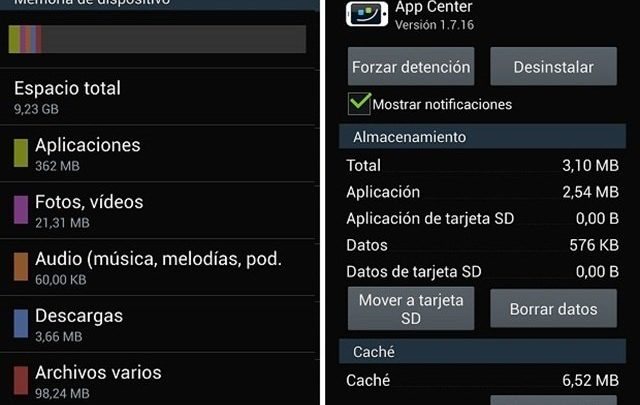 Memoria de dispositivo
Espacio total
9,23 GB
Aplicaciones
362 MB
Fotos, vídeos
21,31 MB
Audio (música, melodías, pod.
60,00 KB
Descargas
3,66 MB
Archivos varios
98,24 MB
App Center
Versión 1.7.16
Forzar detención
Desinstalar
Mostrar notificaciones
Almacenamiento
Total 3,10 MB
Aplicación 2,54 MB
Aplicación de tarjeta SD 0,00 B
Datos 576 KB
Datos de tarjeta SD 0,00 B
Mover a tarjeta
SD
Borrar datos
Caché
Caché 6,52 MB